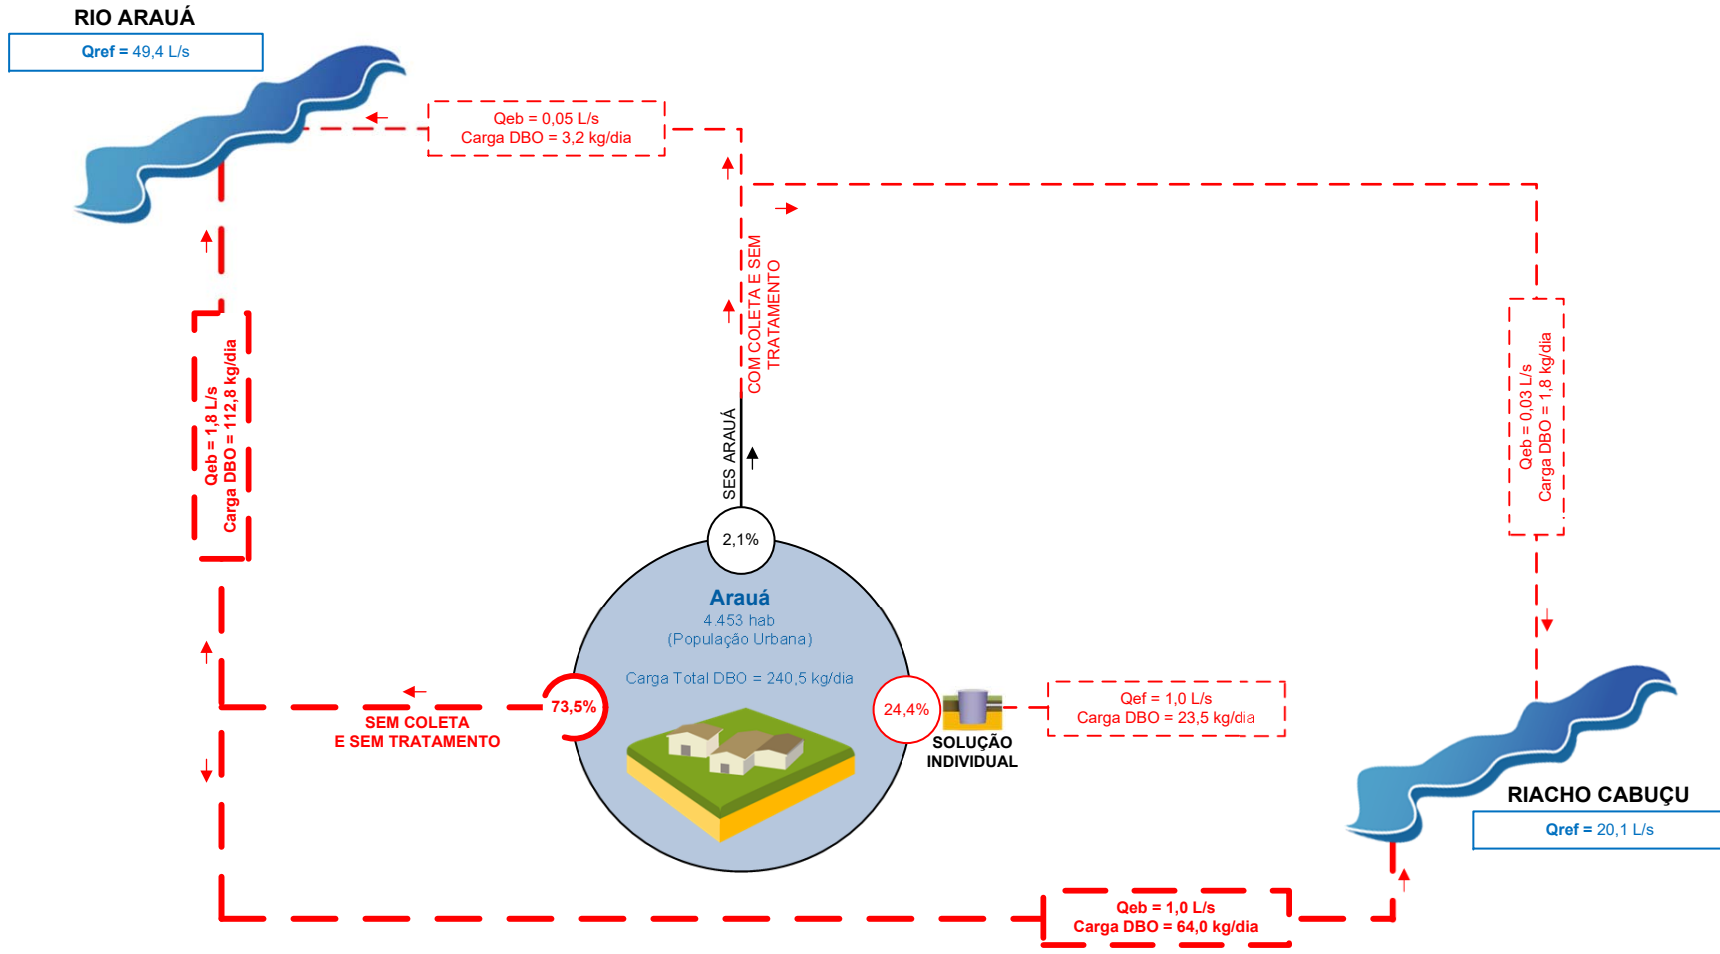 RIO ARAUÁ
Qref = 49,4 L/s
Qeb = 0,05 L/s
Carga DBO = 3,2 kg/dia
COM COLETA E SEM
TRATAMENTO
SES ARAUÁ
Qeb = 1,8 L/s
Carga DBO = 112,8 kg/dia
Qeb = 0,03 L/s
Carga DBO = 1,8 kg/dia
2,1%
Arauá
4.453 hab
(População Urbana)
Carga Total DBO = 240,5 kg/dia
73,5%
SEM COLETA
E SEM TRATAMENTO
24,4%
SOLUÇÃO
INDIVIDUAL
Qef = 1,0 L/s
Carga DBO = 23,5 kg/dia
RIACHO CABUÇU
Qref = 20,1 L/s
Qeb = 1,0 L/s
Carga DBO = 64,0 kg/dia